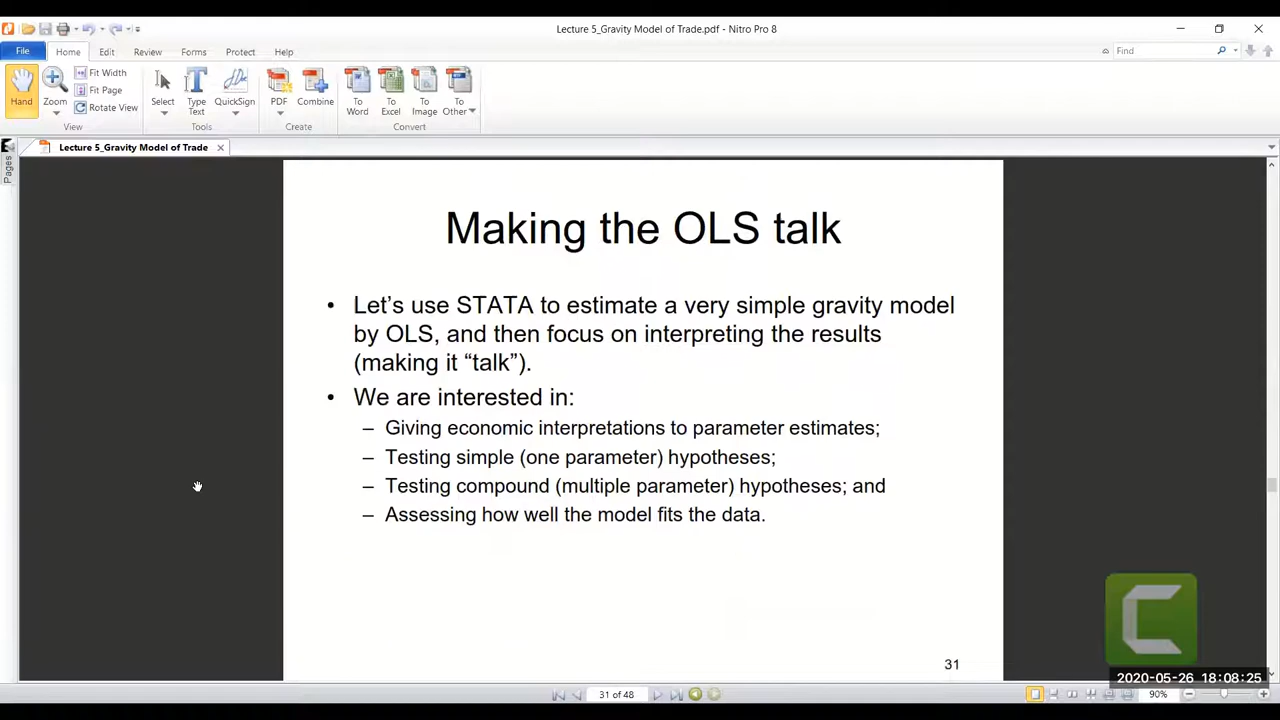 Lecture 5_Gravity Model of Trade.pdf - Nitro Pro 8
File Home Edit Review Forms Protect Help
Find
Hand
Zoom
Fit Width
Fit Page
Rotate View
View
Select
Type Text
QuickSign
Tools
PDF
Combine
Create
To Word
To Excel
To Image
To Other
Convert
Lecture 5_Gravity Model of Trade
Pages
Making the OLS talk
• Let's use STATA to estimate a very simple gravity model
by OLS, and then focus on interpreting the results
(making it “talk”).
• We are interested in:
– Giving economic interpretations to parameter estimates;
– Testing simple (one parameter) hypotheses;
– Testing compound (multiple parameter) hypotheses; and
– Assessing how well the model fits the data.
31
C
2020-05-26 18:08:25
31 of 48
90%